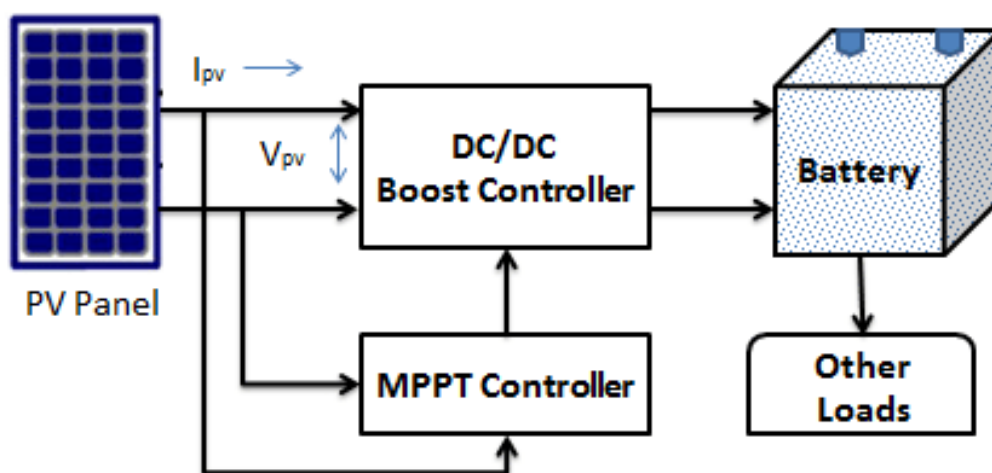 Ipv
Vpv
DC/DC
Boost Controller
Battery
PV Panel
MPPT Controller
Other
Loads